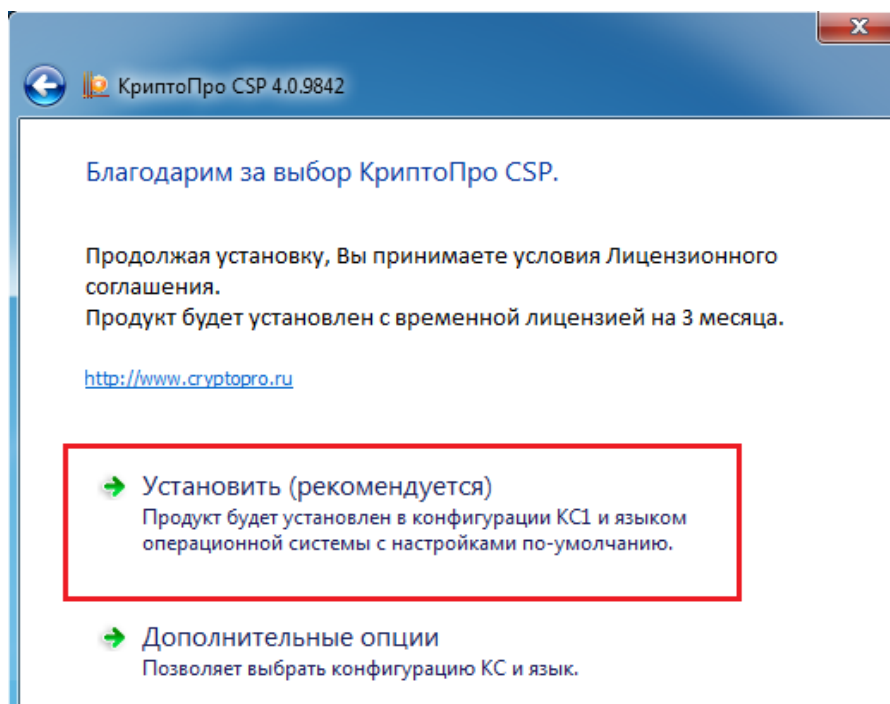 КриптоПро CSP 4.0.9842
Благодарим за выбор КриптоПро CSP.
Продолжая установку, Вы принимаете условия Лицензионного
соглашения.
Продукт будет установлен с временной лицензией на 3 месяца.
http://www.cryptopro.ru
Установить (рекомендуется)
Продукт будет установлен в конфигурации КС1 и языком
операционной системы с настройками по-умолчанию.
Дополнительные опции
Позволяет выбрать конфигурацию КС и язык.